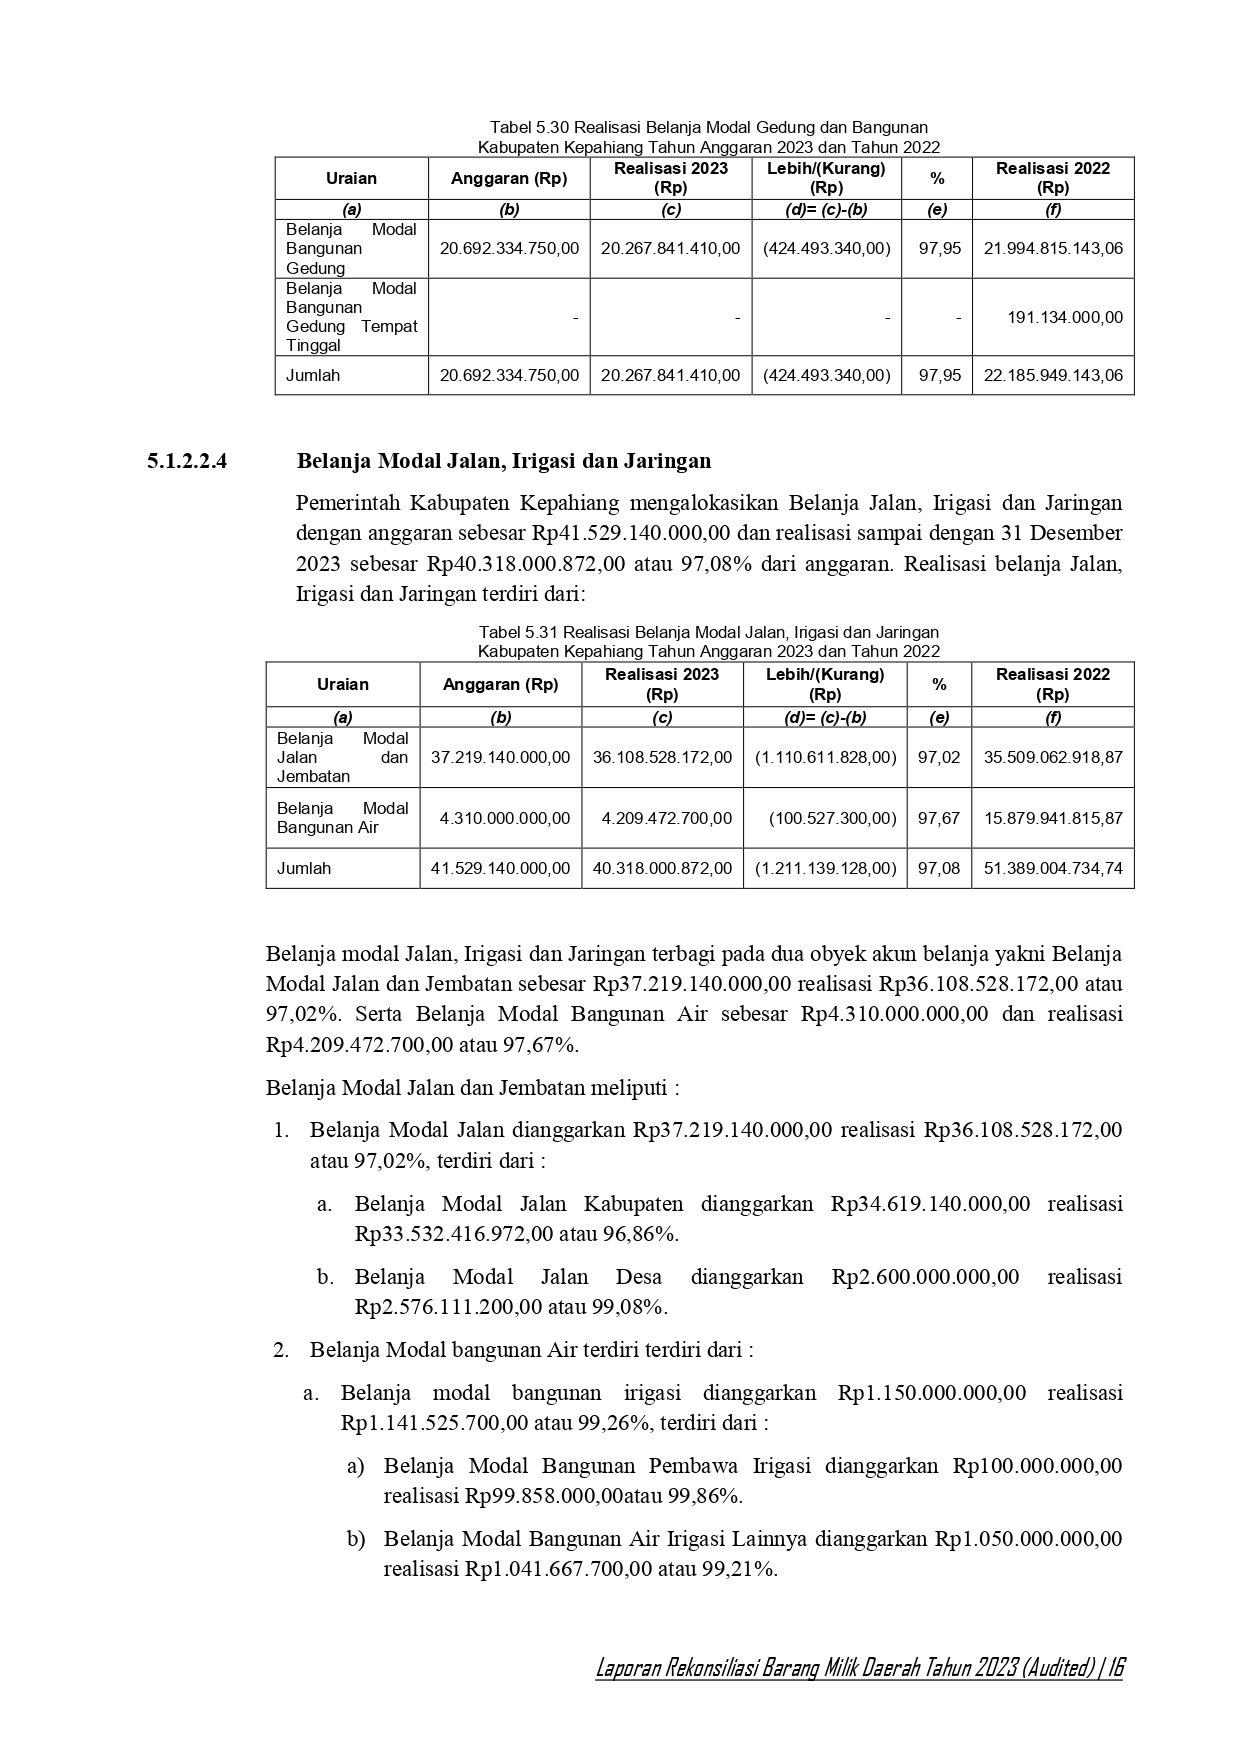 Tabel 5.30 Realisasi Belanja Modal Gedung dan Bangunan
Kabupaten Kepahiang Tahun Anggaran 2023 dan Tahun 2022
Uraian Anggaran (Rp) Realisasi 2023 (Rp) Lebih/(Kurang) (Rp) % Realisasi 2022 (Rp)
(a) (b) (c) (d)= (c)-(b) (e) (f)
Belanja Modal
Bangunan
Gedung
20.692.334.750,00 20.267.841.410,00 (424.493.340,00) 97,95 21.994.815.143,06
Belanja Modal
Bangunan
Gedung Tempat
Tinggal
- - - - 191.134.000,00
Jumlah 20.692.334.750,00 20.267.841.410,00 (424.493.340,00) 97,95 22.185.949.143,06
5.1.2.2.4 Belanja Modal Jalan, Irigasi dan Jaringan
Pemerintah Kabupaten Kepahiang mengalokasikan Belanja Jalan, Irigasi dan Jaringan
dengan anggaran sebesar Rp41.529.140.000,00 dan realisasi sampai dengan 31 Desember
2023 sebesar Rp40.318.000.872,00 atau 97,08% dari anggaran. Realisasi belanja Jalan,
Irigasi dan Jaringan terdiri dari:
Tabel 5.31 Realisasi Belanja Modal Jalan, Irigasi dan Jaringan
Kabupaten Kepahiang Tahun Anggaran 2023 dan Tahun 2022
Uraian Anggaran (Rp) Realisasi 2023 (Rp) Lebih/(Kurang) (Rp) % Realisasi 2022 (Rp)
(a) (b) (c) (d)= (c)-(b) (e) (f)
Belanja Modal
Jalan dan
Jembatan
37.219.140.000,00 36.108.528.172,00 (1.110.611.828,00) 97,02 35.509.062.918,87
Belanja Modal
Bangunan Air
4.310.000.000,00 4.209.472.700,00 (100.527.300,00) 97,67 15.879.941.815,87
Jumlah 41.529.140.000,00 40.318.000.872,00 (1.211.139.128,00) 97,08 51.389.004.734,74
Belanja modal Jalan, Irigasi dan Jaringan terbagi pada dua obyek akun belanja yakni Belanja
Modal Jalan dan Jembatan sebesar Rp37.219.140.000,00 realisasi Rp36.108.528.172,00 atau
97,02%. Serta Belanja Modal Bangunan Air sebesar Rp4.310.000.000,00 dan realisasi
Rp4.209.472.700,00 atau 97,67%.
Belanja Modal Jalan dan Jembatan meliputi :
1. Belanja Modal Jalan dianggarkan Rp37.219.140.000,00 realisasi Rp36.108.528.172,00
atau 97,02%, terdiri dari :
a. Belanja Modal Jalan Kabupaten dianggarkan Rp34.619.140.000,00 realisasi
Rp33.532.416.972,00 atau 96,86%.
b. Belanja Modal Jalan Desa dianggarkan Rp2.600.000.000,00 realisasi
Rp2.576.111.200,00 atau 99,08%.
2. Belanja Modal bangunan Air terdiri terdiri dari :
a. Belanja modal bangunan irigasi dianggarkan Rp1.150.000.000,00 realisasi
Rp1.141.525.700,00 atau 99,26%, terdiri dari :
a) Belanja Modal Bangunan Pembawa Irigasi dianggarkan Rp100.000.000,00
realisasi Rp99.858.000,00atau 99,86%.
b) Belanja Modal Bangunan Air Irigasi Lainnya dianggarkan Rp1.050.000.000,00
realisasi Rp1.041.667.700,00 atau 99,21%.
Laporan Rekonsiliasi Barang Milik Daerah Tahun 2023 (Audited) | 16